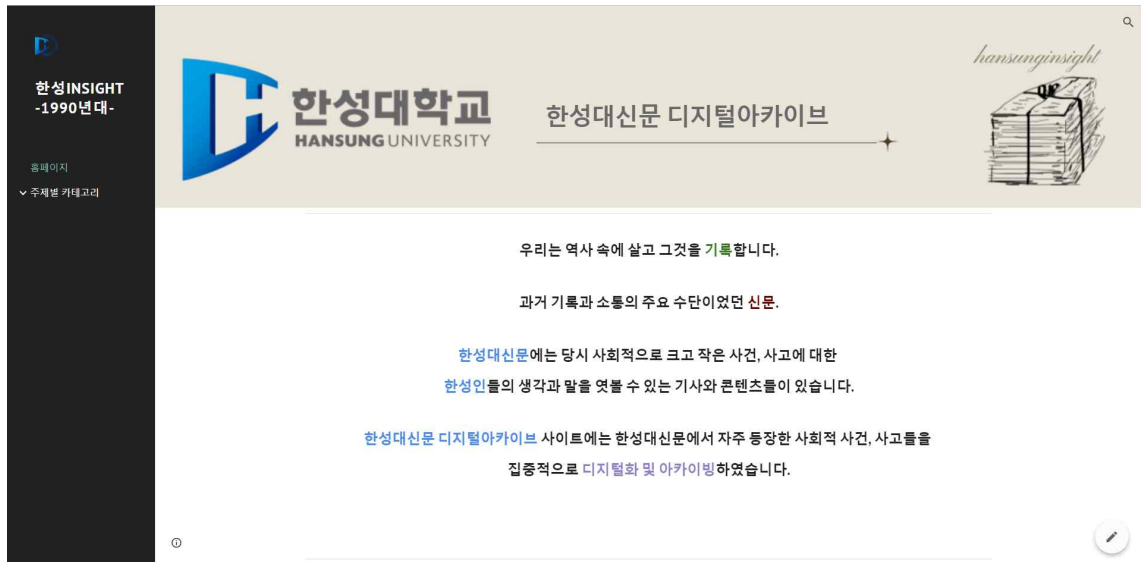 한성INSIGHT
-1990년대-
홈페이지
주제별 카테고리
한성대학교
HANSUNG UNIVERSITY
한성대신문 디지털아카이브
hansunginsight
우리는 역사 속에 살고 그것을 기록합니다.
과거 기록과 소통의 주요 수단이었던 신문.
한성대신문에는 당시 사회적으로 크고 작은 사건, 사고에 대한
한성인들의 생각과 말을 엿볼 수 있는 기사와 콘텐츠들이 있습니다.
한성대신문 디지털아카이브 사이트에는 한성대신문에서 자주 등장한 사회적 사건, 사고들을
집중적으로 디지털화 및 아카이빙하였습니다.